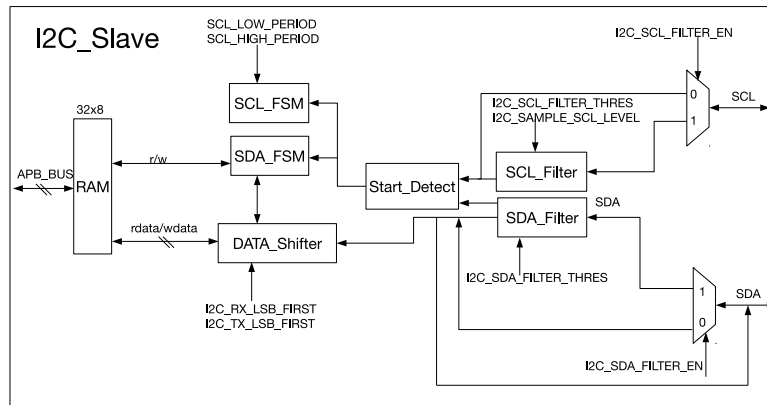 I2C_Slave
SCL_LOW_PERIOD
SCL_HIGH_PERIOD
I2C_SCL_FILTER_EN
32x8
SCL_FSM
I2C_SCL_FILTER_THRES
I2C_SAMPLE_SCL_LEVEL
0
SCL
1
APB_BUS
RAM
r/w
SDA_FSM
Start_Detect
SCL_Filter
SDA
rdata/wdata
DATA_Shifter
SDA_Filter
I2C_SDA_FILTER_THRES
1
SDA
0
I2C_RX_LSB_FIRST
I2C_TX_LSB_FIRST
I2C_SDA_FILTER_EN